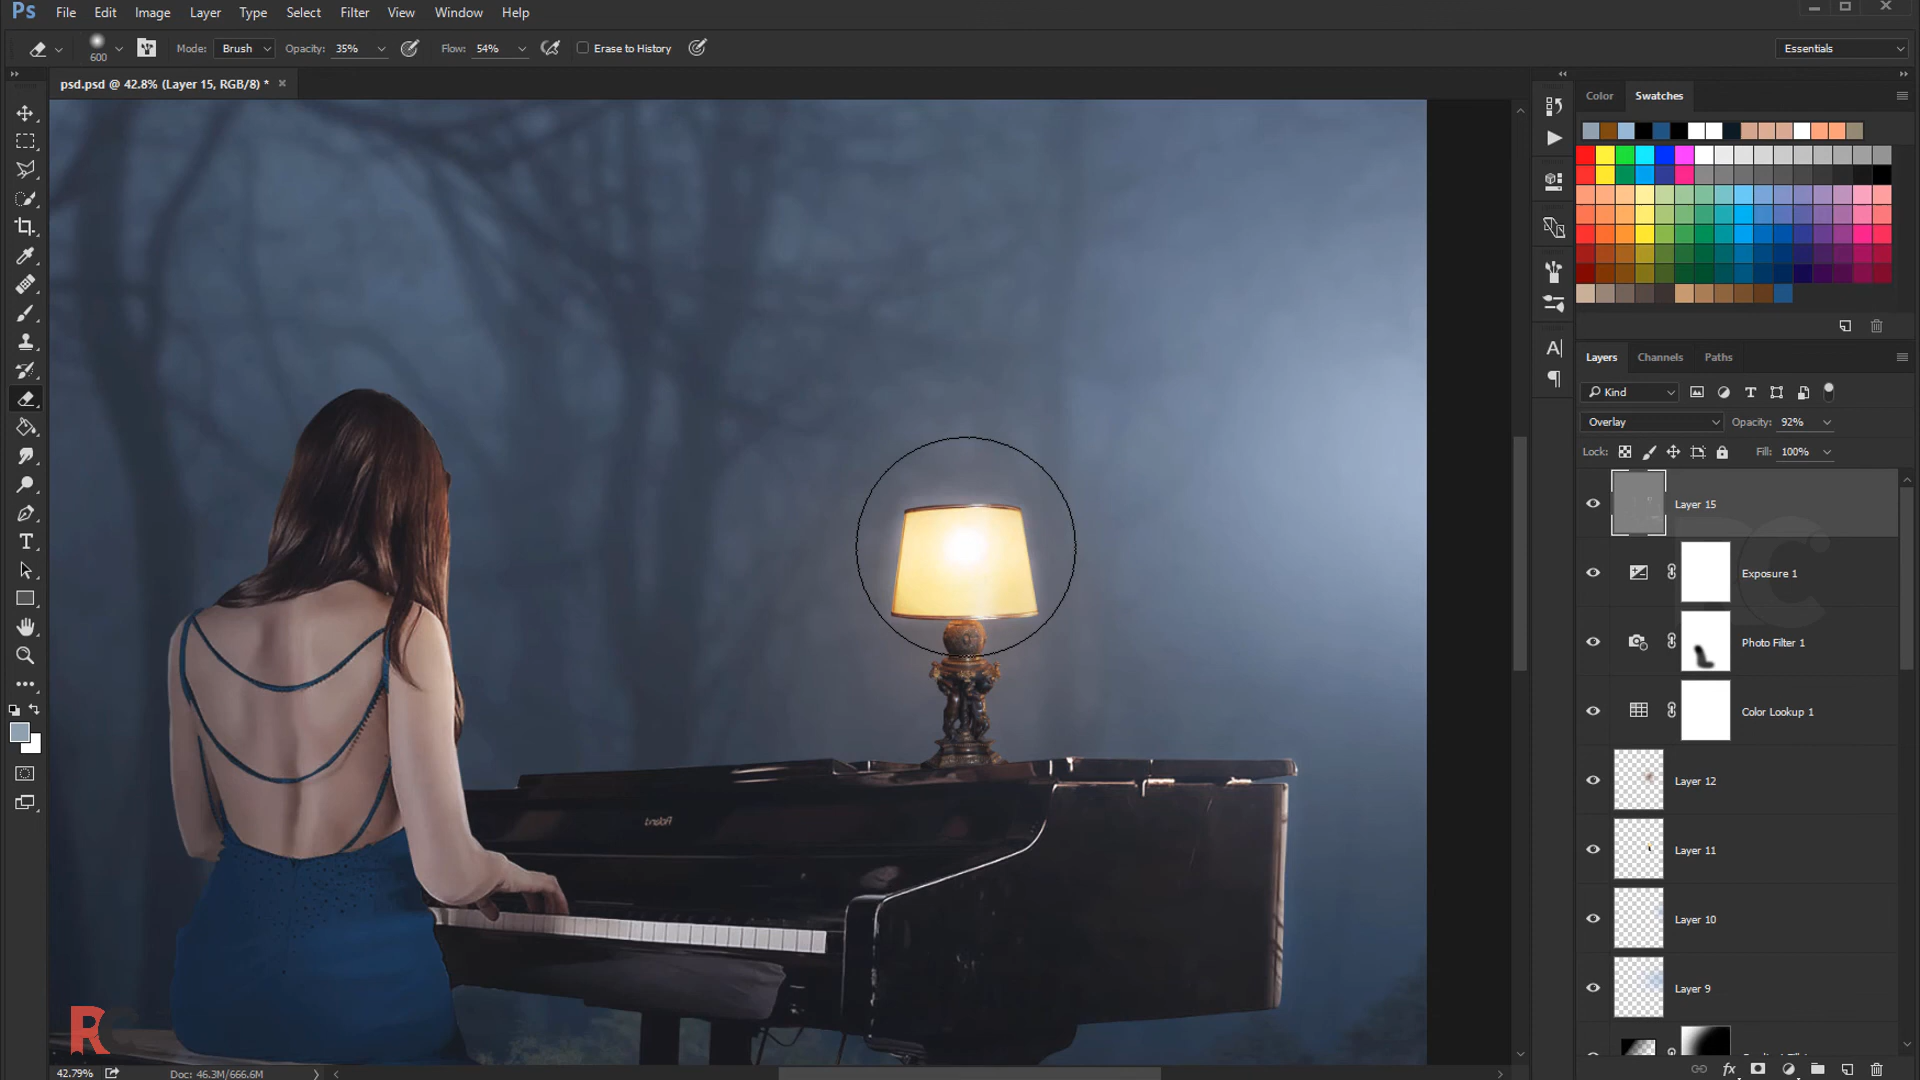 Ps File Edit Image Layer Type Select Filter View Window Help
600 Mode: Brush Opacity: 35% Flow: 54% Erase to History Essentials
psd.psd @ 42.8% (Layer 15, RGB/8) *
Color Swatches
Layers Channels Paths
Kind
Overlay Opacity: 92%
Lock: Fill: 100%
Layer 15
Exposure 1
Photo Filter 1
Color Lookup 1
Layer 12
Layer 11
Layer 10
Layer 9
Roland
RC
42.79% Doc: 46.3M/666.6M
fx